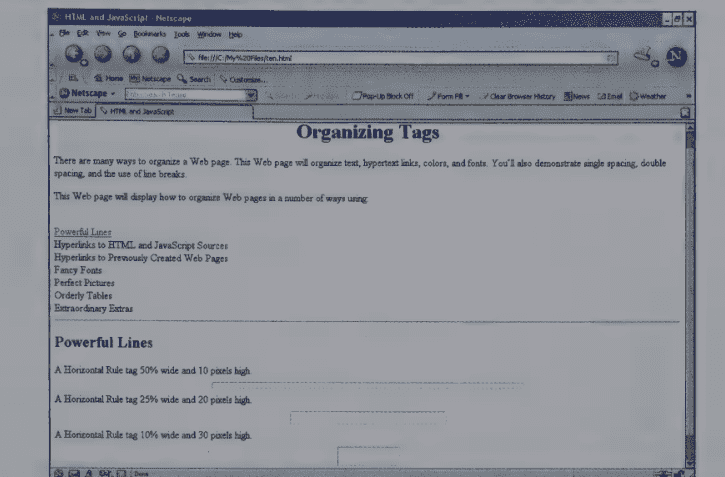 HTML and JavaScript - Netscape
File Edit View Go Bookmarks Tools Window Help
file:///C:/My%20Files/ten.html
Home My Netscape Search Customize...
Netscape
Pop-Up Block Off Form Fill Clear Browser History News Email Weather
New Tab HTML and JavaScript
Organizing Tags
There are many ways to organize a Web page. This Web page will organize text, hypertext links, colors, and fonts. You'll also demonstrate single spacing, double
spacing, and the use of line breaks.
This Web page will display how to organize Web pages in a number of ways using:
Powerful Lines
Hyperlinks to HTML and JavaScript Sources
Hyperlinks to Previously Created Web Pages
Fancy Fonts
Perfect Pictures
Orderly Tables
Extraordinary Extras
Powerful Lines
A Horizontal Rule tag 50% wide and 10 pixels high.
A Horizontal Rule tag 25% wide and 20 pixels high.
A Horizontal Rule tag 10% wide and 30 pixels high.
Done